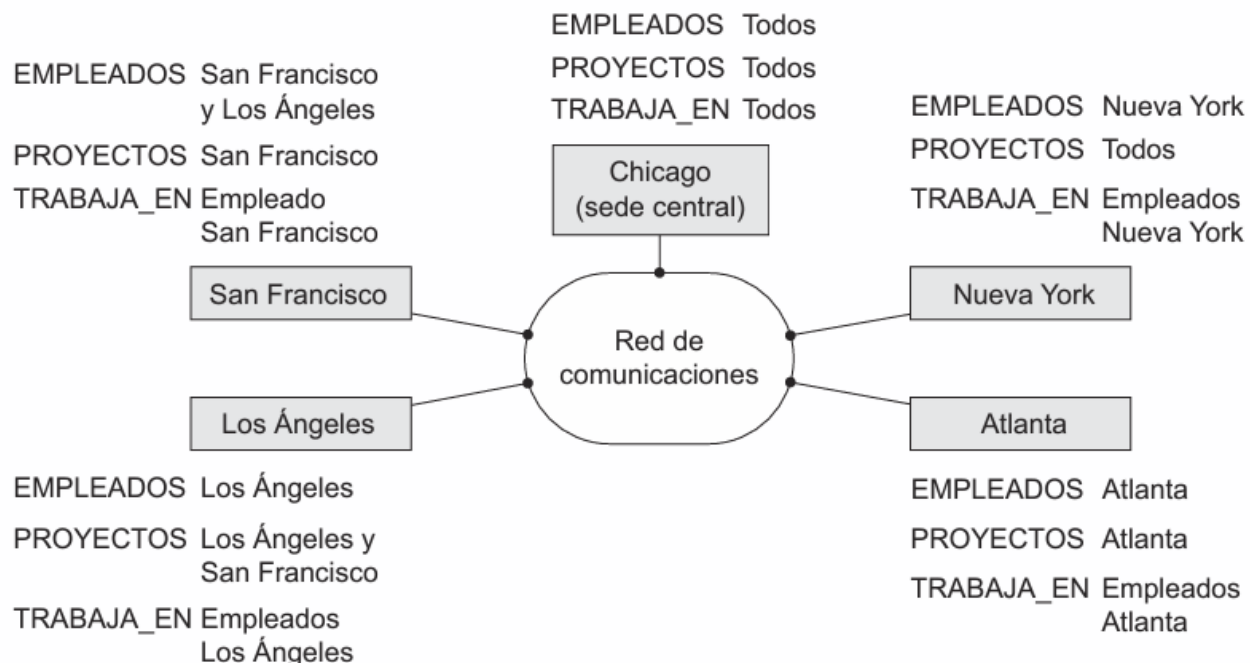 EMPLEADOS Todos
PROYECTOS Todos
TRABAJA_EN Todos
Chicago
(sede central)
EMPLEADOS San Francisco
y Los Ángeles
PROYECTOS San Francisco
TRABAJA_EN Empleado
San Francisco
San Francisco
EMPLEADOS Nueva York
PROYECTOS Todos
TRABAJA_EN Empleados
Nueva York
Nueva York
Red de
comunicaciones
Los Ángeles
EMPLEADOS Los Ángeles
PROYECTOS Los Ángeles y
San Francisco
TRABAJA_EN Empleados
Los Ángeles
Atlanta
EMPLEADOS Atlanta
PROYECTOS Atlanta
TRABAJA_EN Empleados
Atlanta